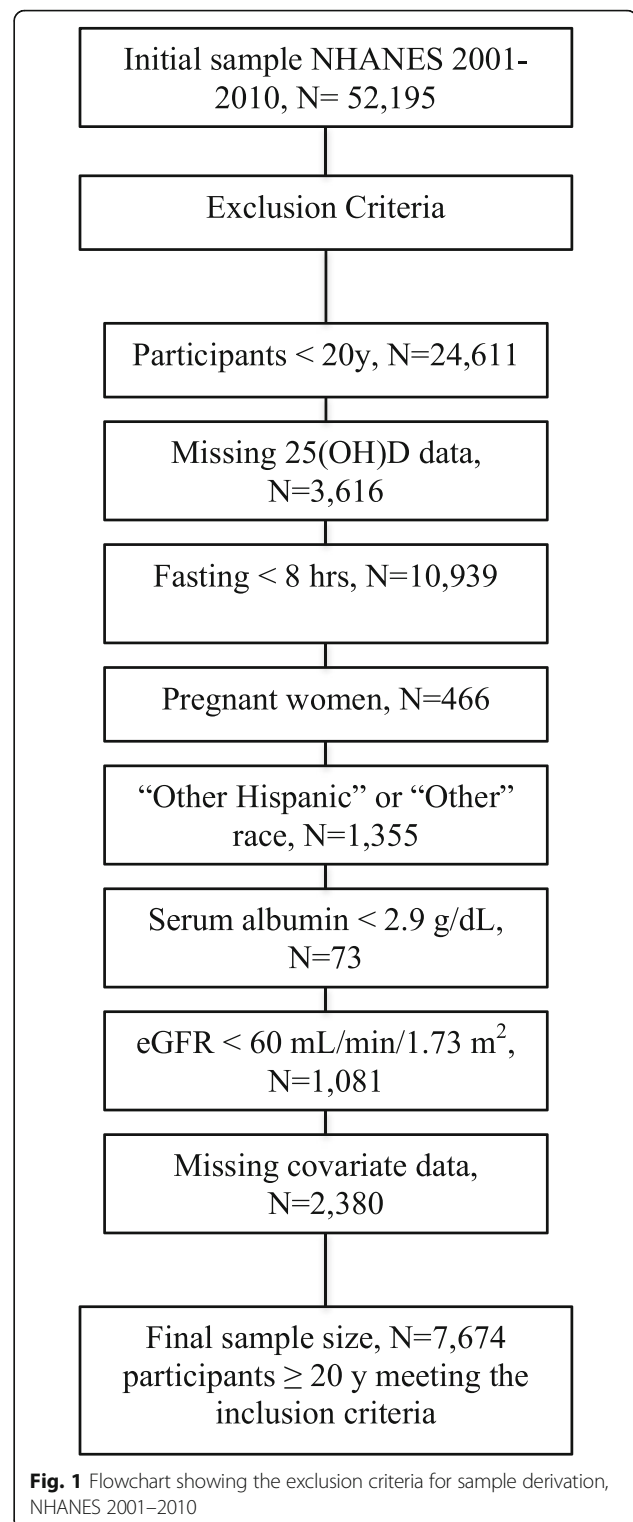 Initial sample NHANES 2001-
2010, N= 52,195
Exclusion Criteria
Participants < 20y, N=24,611
Missing 25(OH)D data,
N=3,616
Fasting < 8 hrs, N=10,939
Pregnant women, N=466
“Other Hispanic” or “Other”
race, N=1,355
Serum albumin < 2.9 g/dL,
N=73
eGFR < 60 mL/min/1.73 m²,
N=1,081
Missing covariate data,
N=2,380
Final sample size, N=7,674
participants ≥ 20 y meeting the
inclusion criteria
Fig. 1 Flowchart showing the exclusion criteria for sample derivation,
NHANES 2001–2010